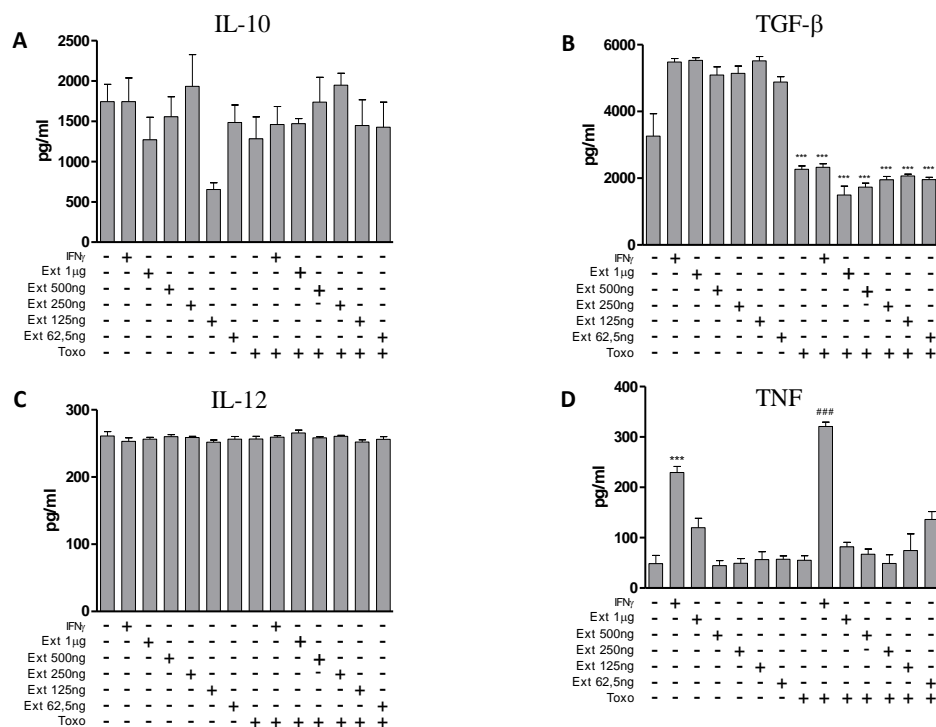 A
IL-10
pg/ml
2500
2000
1500
1000
500
0
IFNγ - + - - - - - - + - - - - -
Ext 1µg - - + - - - - - - + - - - -
Ext 500ng - - - + - - - - - - + - - -
Ext 250ng - - - - + - - - - - - + - -
Ext 125ng - - - - - + - - - - - - + -
Ext 62,5ng - - - - - - + - - - - - - +
Toxo - - - - - - - + + + + + + +
B
TGF-β
pg/ml
6000
4000
2000
0
*** *** *** *** *** *** ***
IFNγ - + - - - - - - + - - - - -
Ext 1µg - - + - - - - - - + - - - -
Ext 500ng - - - + - - - - - - + - - -
Ext 250ng - - - - + - - - - - - + - -
Ext 125ng - - - - - + - - - - - - + -
Ext 62,5ng - - - - - - + - - - - - - +
Toxo - - - - - - - + + + + + + +
C
IL-12
pg/ml
300
200
100
0
IFNγ - + - - - - - - + - - - - -
Ext 1µg - - + - - - - - - + - - - -
Ext 500ng - - - + - - - - - - + - - -
Ext 250ng - - - - + - - - - - - + - -
Ext 125ng - - - - - + - - - - - - + -
Ext 62,5ng - - - - - - + - - - - - - +
Toxo - - - - - - - + + + + + + +
D
TNF
pg/ml
400
300
200
100
0
*** ###
IFNγ - + - - - - - - + - - - - -
Ext 1µg - - + - - - - - - + - - - -
Ext 500ng - - - + - - - - - - + - - -
Ext 250ng - - - - + - - - - - - + - -
Ext 125ng - - - - - + - - - - - - + -
Ext 62,5ng - - - - - - + - - - - - - +
Toxo - - - - - - - + + + + + + +